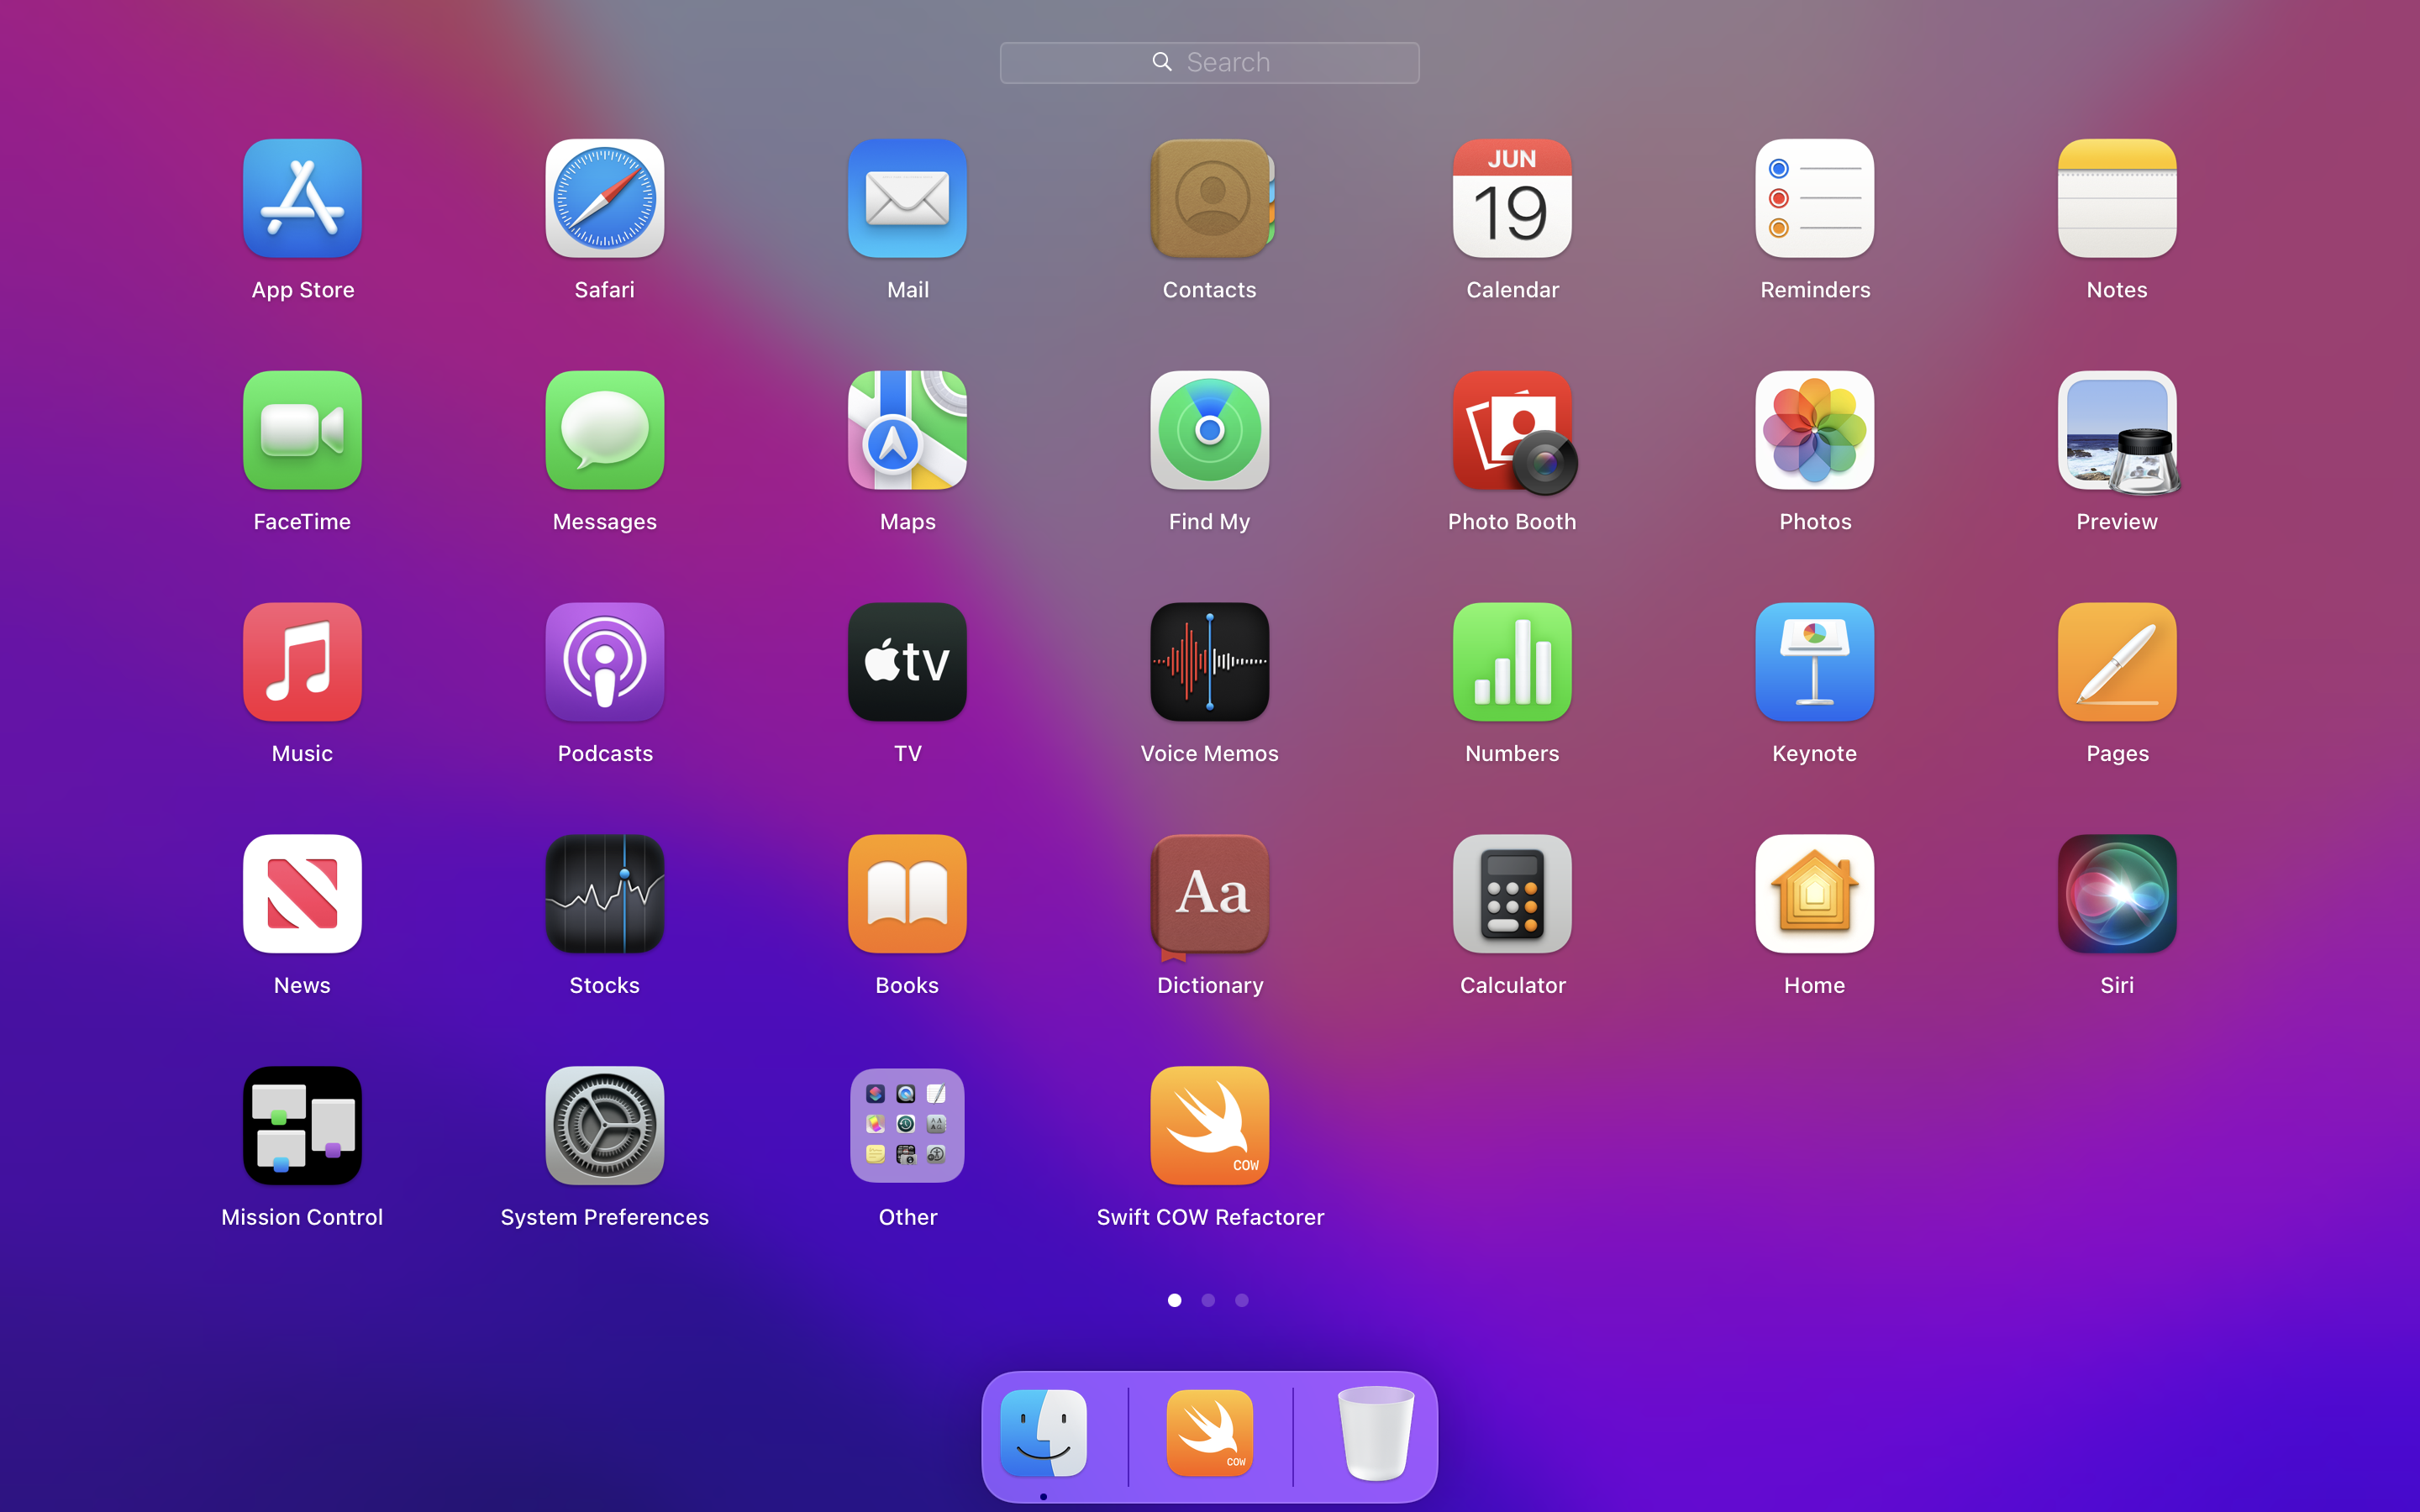 Search
JUN
19
App Store
Safari
Mail
Contacts
Calendar
Reminders
Notes
FaceTime
Messages
Maps
Find My
Photo Booth
Photos
Preview
tv
Music
Podcasts
TV
Voice Memos
Numbers
Keynote
Pages
Aa
News
Stocks
Books
Dictionary
Calculator
Home
Siri
COW
Mission Control
System Preferences
Other
Swift COW Refactorer
COW